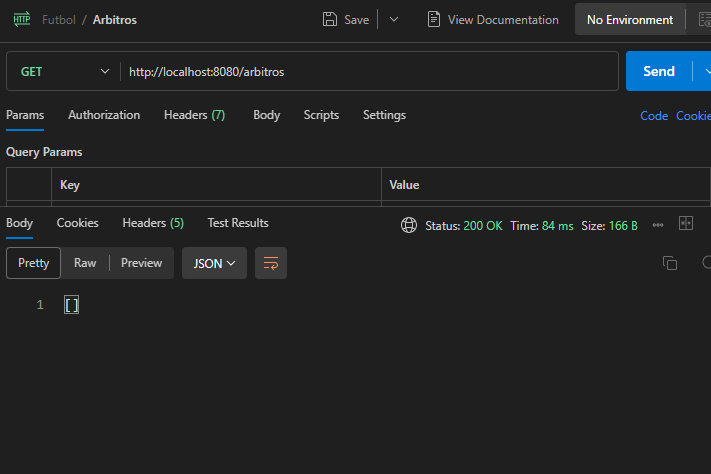 HTTP Futbol / Arbitros Save View Documentation No Environment
GET http://localhost:8080/arbitros Send
Params Authorization Headers (7) Body Scripts Settings Code Cookie
Query Params
Key Value
Body Cookies Headers (5) Test Results Status: 200 OK Time: 84 ms Size: 166 B
Pretty Raw Preview JSON
1 []